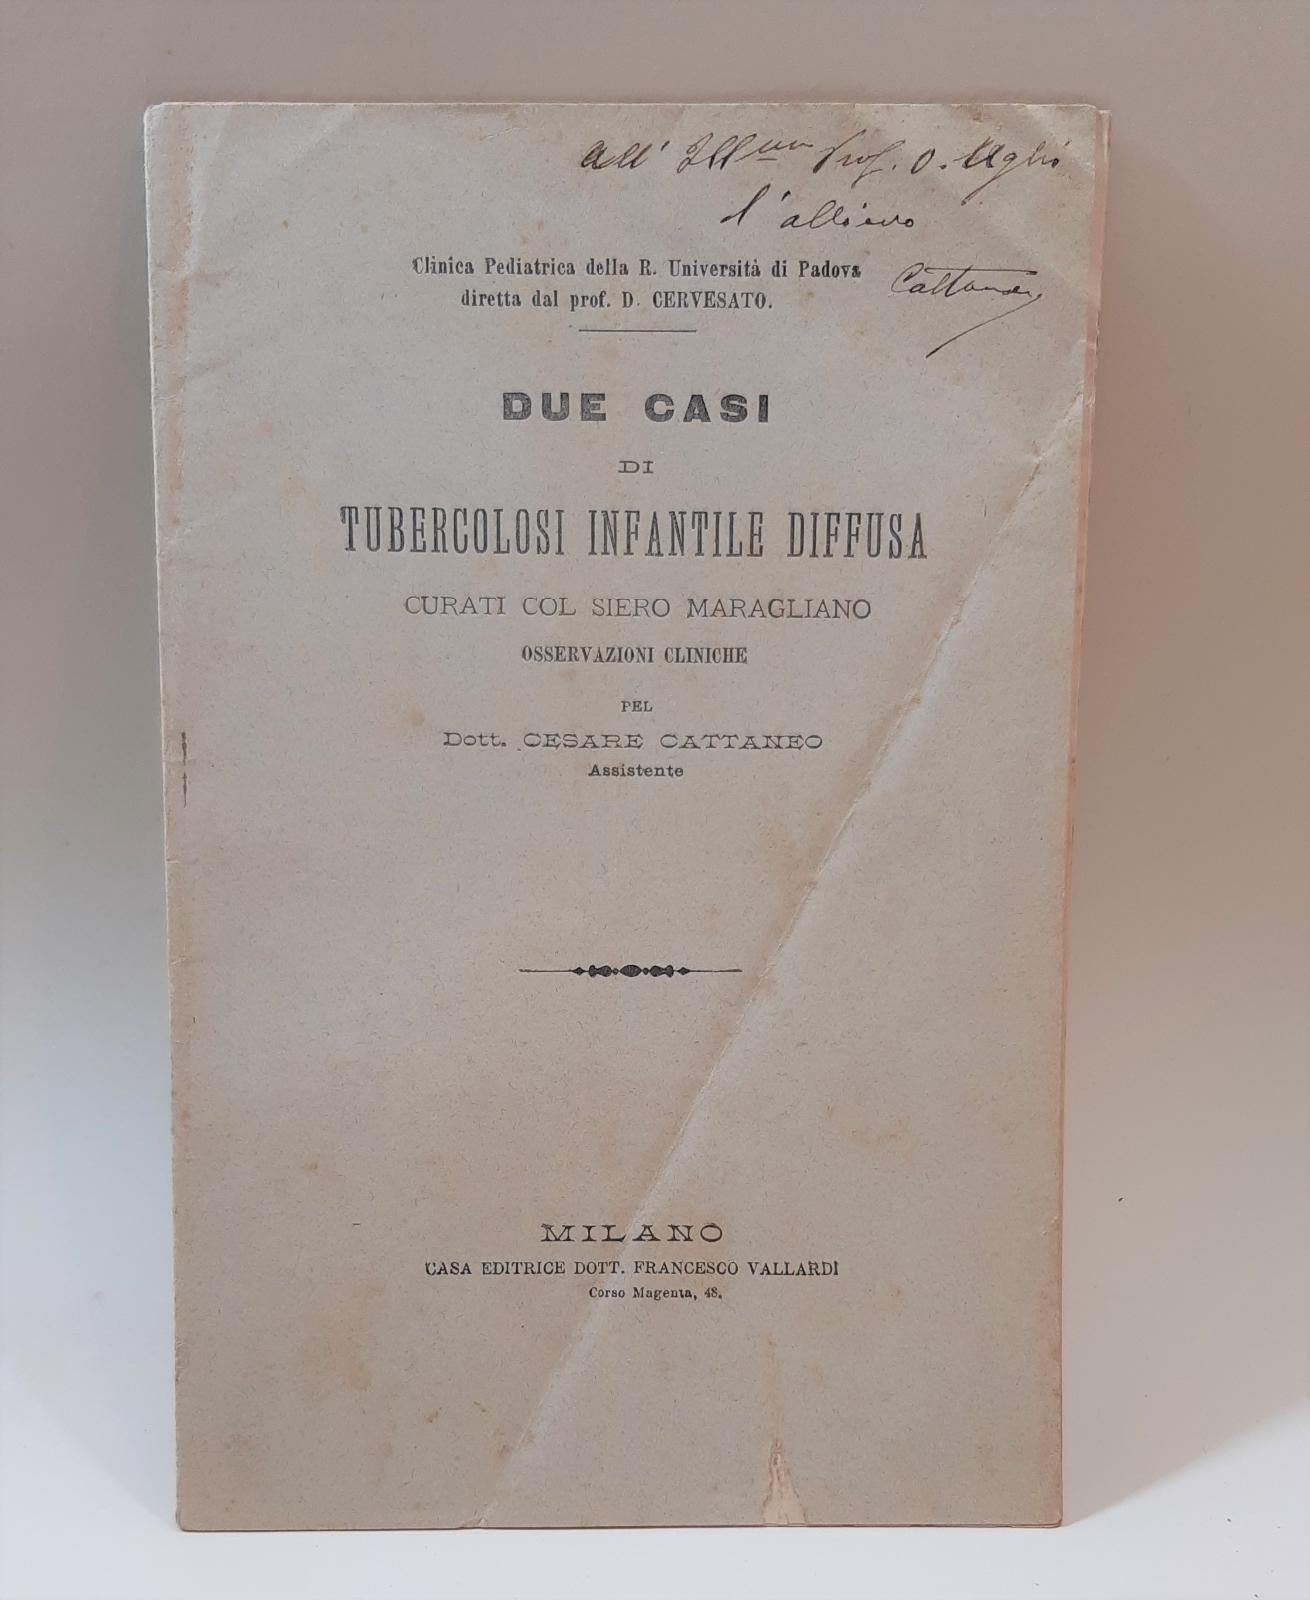 all' Ill.mo Prof. O.
l'allievo
Cattaneo
Clinica Pediatrica della R. Università di Padova
diretta dal prof. D. CERVESATO.
DUE CASI
DI
TUBERCOLOSI INFANTILE DIFFUSA
CURATI COL SIERO MARAGLIANO
OSSERVAZIONI CLINICHE
PEL
Dott. CESARE CATTANEO
Assistente
MILANO
CASA EDITRICE DOTT. FRANCESCO VALLARDI
Corso Magenta, 48.